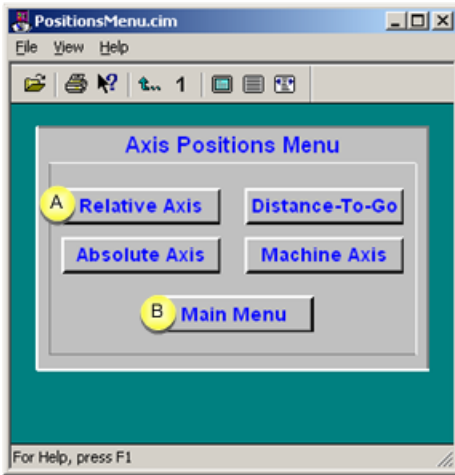 PositionsMenu.cim
File View Help
1
Axis Positions Menu
A Relative Axis Distance-To-Go
Absolute Axis Machine Axis
B Main Menu
For Help, press F1